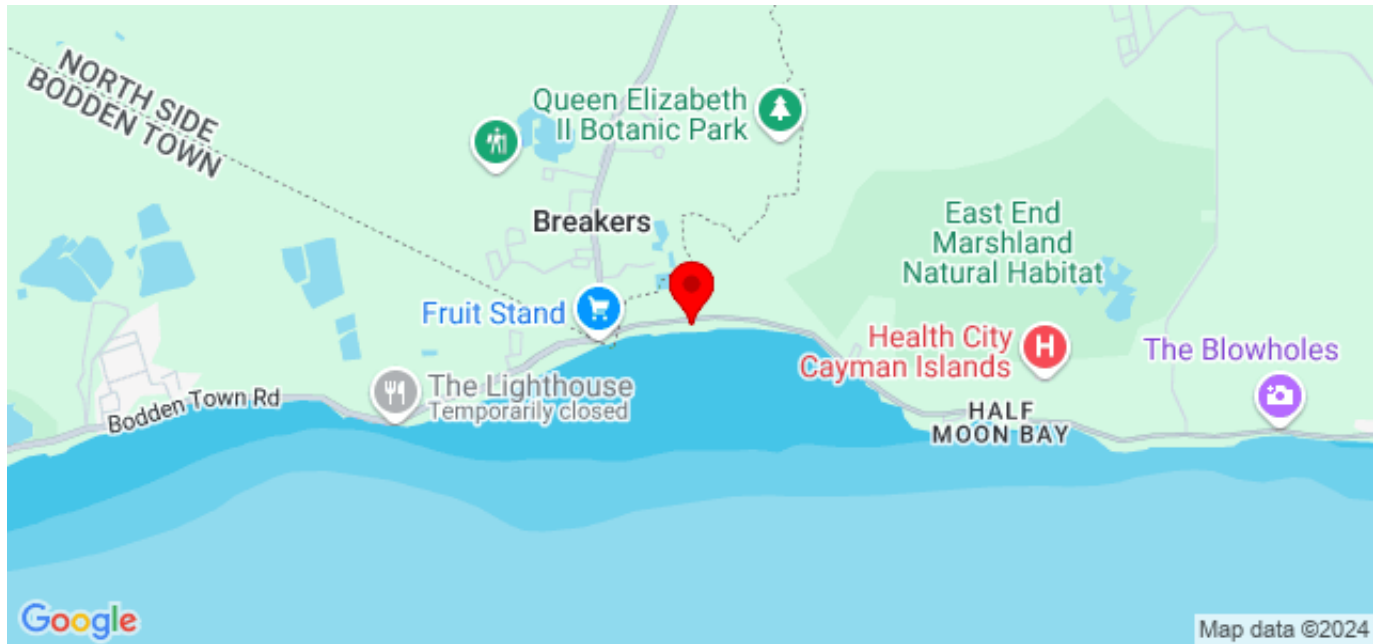 NORTH SIDE
BODDEN TOWN
Queen Elizabeth
II Botanic Park
Breakers
East End
Marshland
Natural Habitat
Fruit Stand
Health City
Cayman Islands
H
The Blowholes
The Lighthouse
Temporarily closed
Bodden Town Rd
HALF
MOON BAY
Google
Map data ©2024